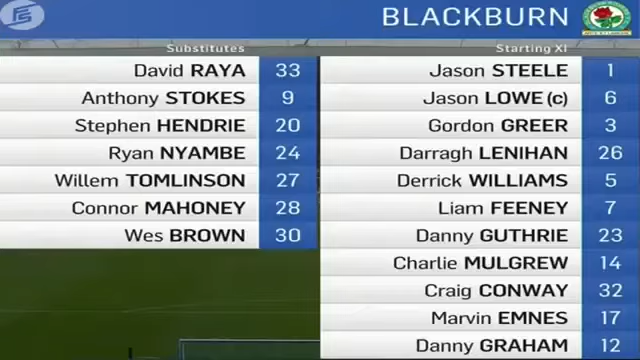 BLACKBURN
Substitutes
David RAYA 33
Anthony STOKES 9
Stephen HENDRIE 20
Ryan NYAMBE 24
Willem TOMLINSON 27
Connor MAHONEY 28
Wes BROWN 30
Starting XI
Jason STEELE 1
Jason LOWE (c) 6
Gordon GREER 3
Darragh LENIHAN 26
Derrick WILLIAMS 5
Liam FEENEY 7
Danny GUTHRIE 23
Charlie MULGREW 14
Craig CONWAY 32
Marvin EMNES 17
Danny GRAHAM 12